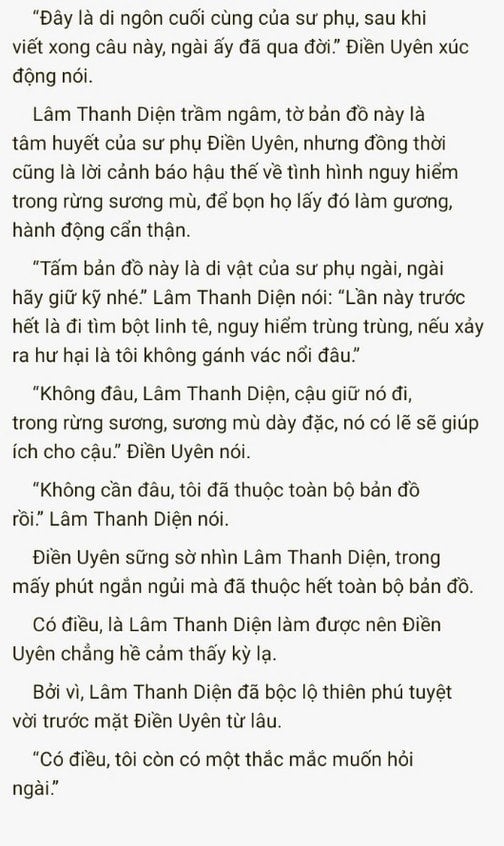 “Đây là di ngôn cuối cùng của sư phụ, sau khi
viết xong câu này, ngài ấy đã qua đời.” Điền Uyên xúc
động nói.
Lâm Thanh Diện trầm ngâm, tờ bản đồ này là
tâm huyết của sư phụ Điền Uyên, nhưng đồng thời
cũng là lời cảnh báo hậu thế về tình hình nguy hiểm
trong rừng sương mù, để bọn họ lấy đó làm gương,
hành động cẩn thận.
“Tấm bản đồ này là di vật của sư phụ ngài, ngài
hãy giữ kỹ nhé.” Lâm Thanh Diện nói: “Lần này trước
hết là đi tìm bột linh tê, nguy hiểm trùng trùng, nếu xảy
ra hư hại là tôi không gánh vác nổi đâu.”
“Không đâu, Lâm Thanh Diện, cậu giữ nó đi,
trong rừng sương, sương mù dày đặc, nó có lẽ sẽ giúp
ích cho cậu.” Điền Uyên nói.
“Không cần đâu, tôi đã thuộc toàn bộ bản đồ
rồi.” Lâm Thanh Diện nói.
Điền Uyên sững sờ nhìn Lâm Thanh Diện, trong
mấy phút ngắn ngủi mà đã thuộc hết toàn bộ bản đồ.
Có điều, là Lâm Thanh Diện làm được nên Điền
Uyên chẳng hề cảm thấy kỳ lạ.
Bởi vì, Lâm Thanh Diện đã bộc lộ thiên phú tuyệt
vời trước mặt Điền Uyên từ lâu.
“Có điều, tôi còn có một thắc mắc muốn hỏi
ngài.”